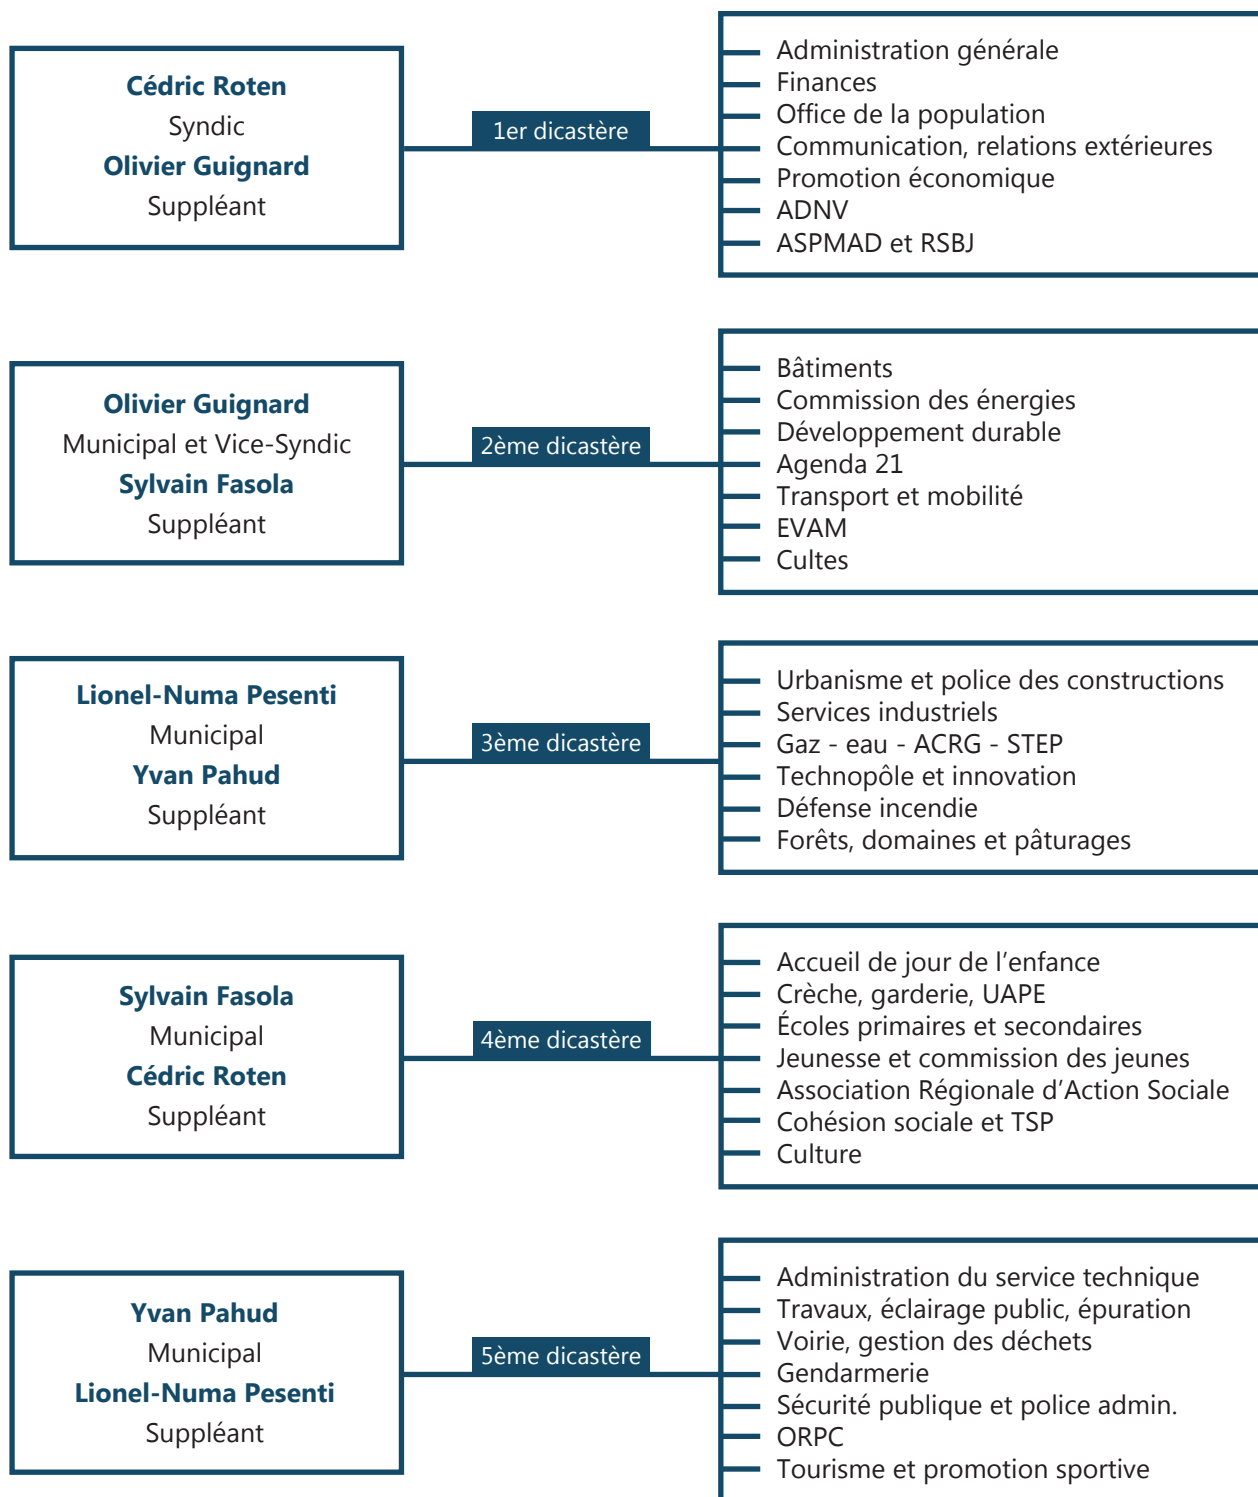 Cédric Roten
Syndic
Olivier Guignard
Suppléant
1er dicastère
Administration générale
Finances
Office de la population
Communication, relations extérieures
Promotion économique
ADNV
ASPMAD et RSBJ
Olivier Guignard
Municipal et Vice-Syndic
Sylvain Fasola
Suppléant
2ème dicastère
Bâtiments
Commission des énergies
Développement durable
Agenda 21
Transport et mobilité
EVAM
Cultes
Lionel-Numa Pesenti
Municipal
Yvan Pahud
Suppléant
3ème dicastère
Urbanisme et police des constructions
Services industriels
Gaz - eau - ACRG - STEP
Technopôle et innovation
Défense incendie
Forêts, domaines et pâturages
Sylvain Fasola
Municipal
Cédric Roten
Suppléant
4ème dicastère
Accueil de jour de l’enfance
Crèche, garderie, UAPE
Écoles primaires et secondaires
Jeunesse et commission des jeunes
Association Régionale d’Action Sociale
Cohésion sociale et TSP
Culture
Yvan Pahud
Municipal
Lionel-Numa Pesenti
Suppléant
5ème dicastère
Administration du service technique
Travaux, éclairage public, épuration
Voirie, gestion des déchets
Gendarmerie
Sécurité publique et police admin.
ORPC
Tourisme et promotion sportive